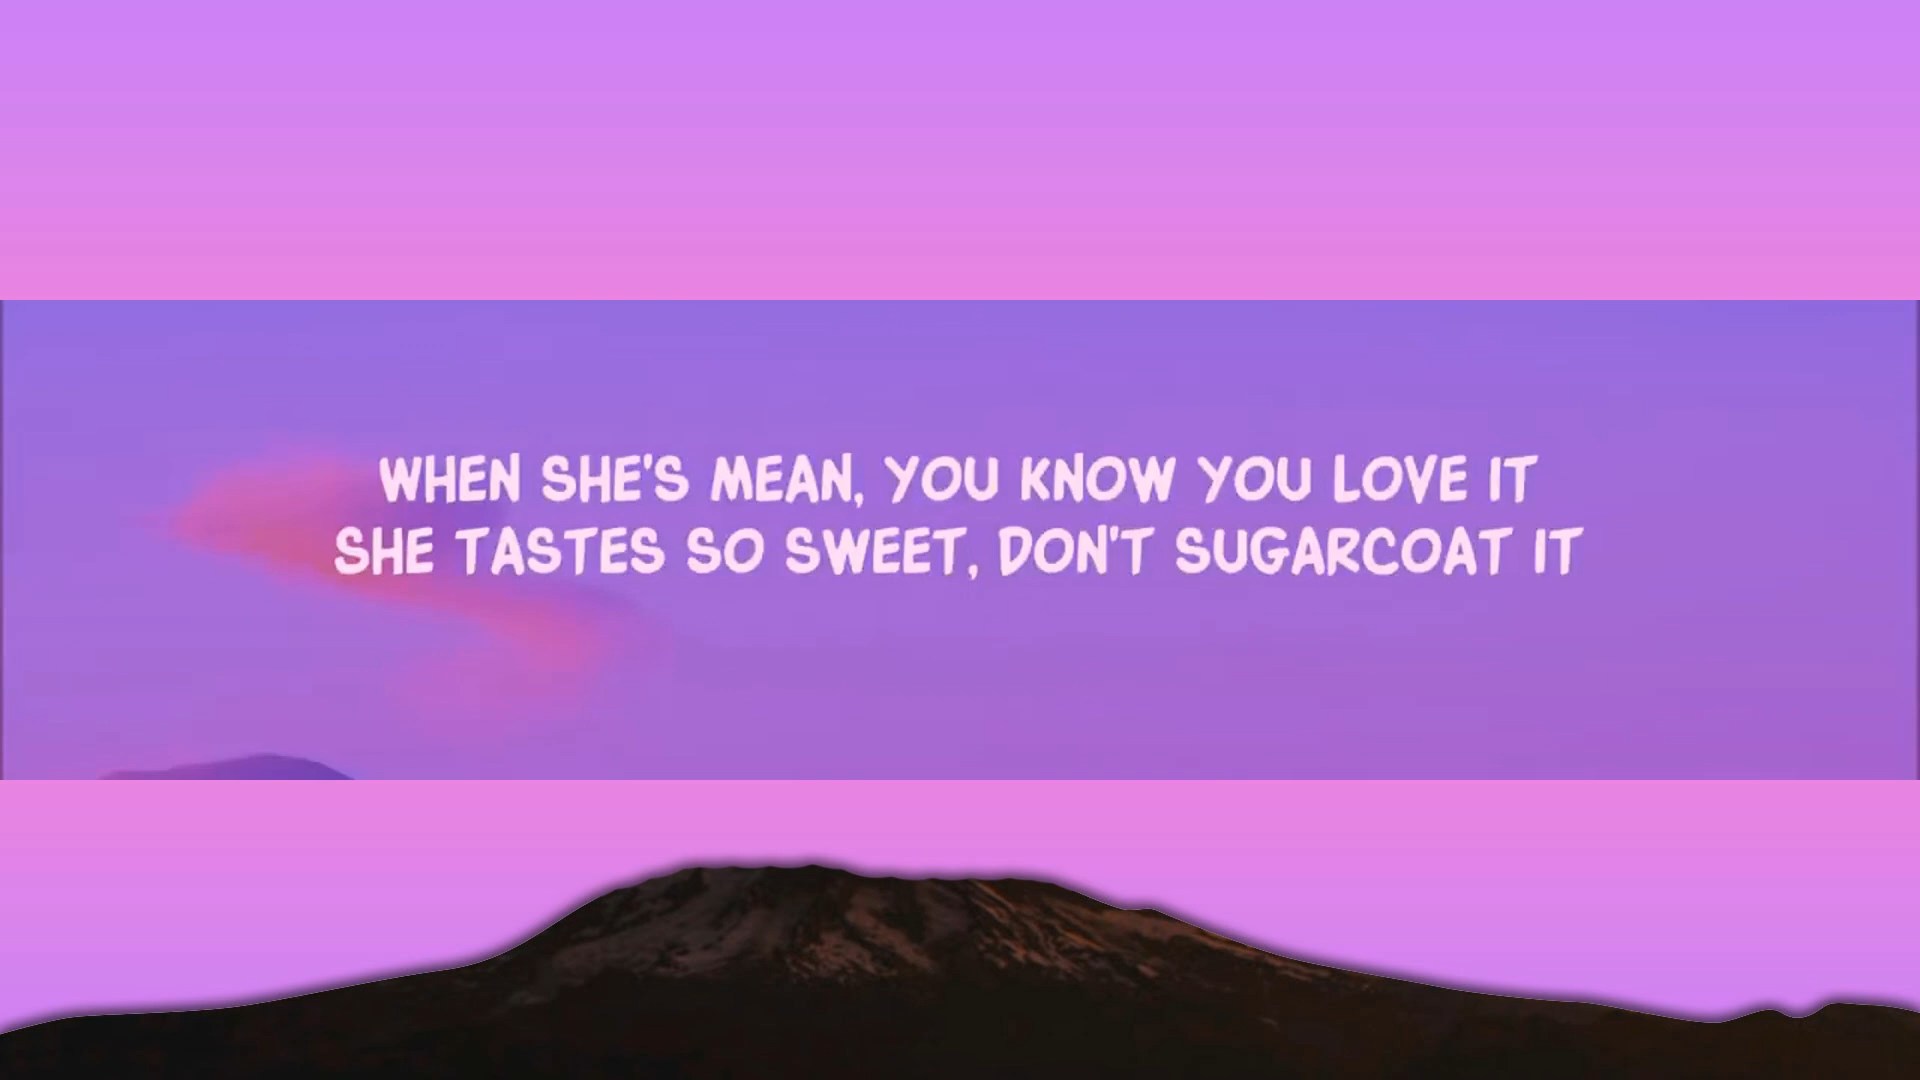 WHEN SHE'S MEAN, YOU KNOW YOU LOVE IT
SHE TASTES SO SWEET, DON'T SUGARCOAT IT